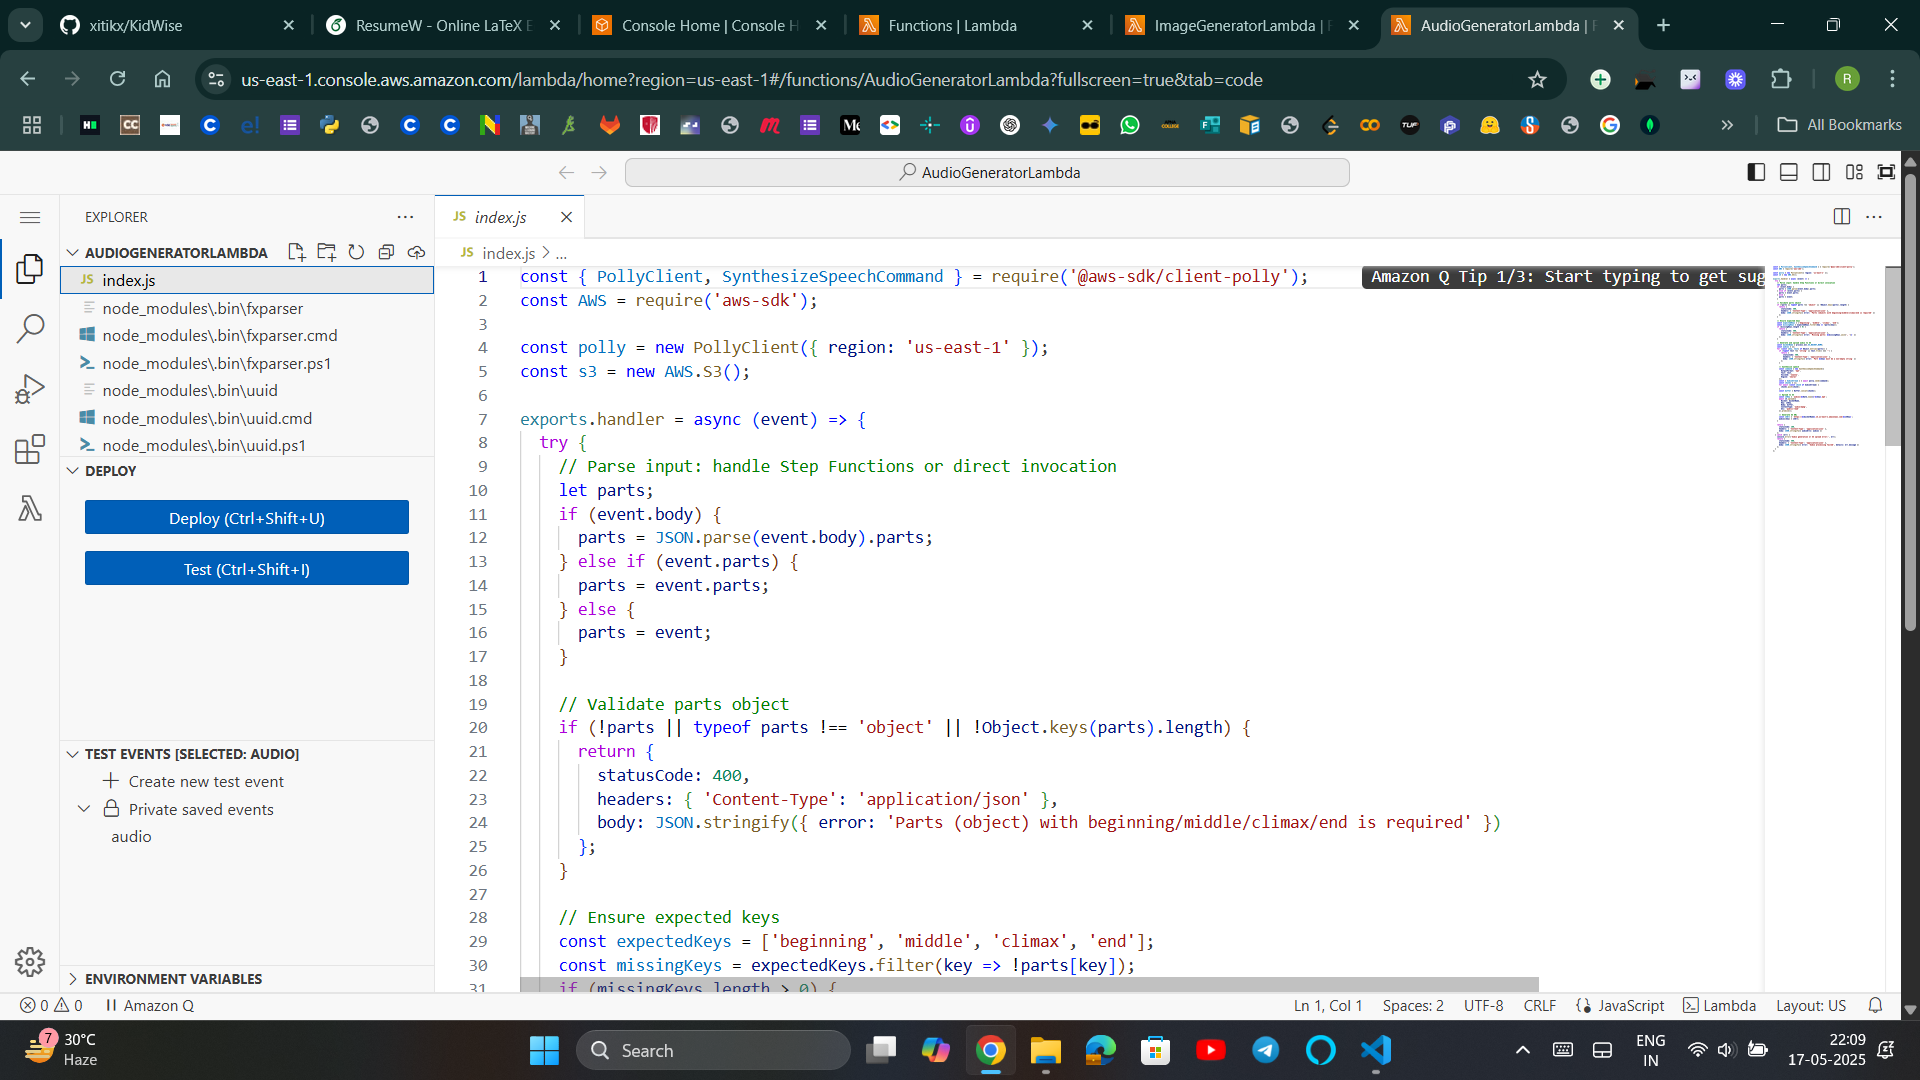 xitikx/KidWise
ResumeW - Online LaTeX E
Console Home | Console H
Functions | Lambda
ImageGeneratorLambda | F
AudioGeneratorLambda | F
us-east-1.console.aws.amazon.com/lambda/home?region=us-east-1#/functions/AudioGeneratorLambda?fullscreen=true&tab=code
R
All Bookmarks
AudioGeneratorLambda
EXPLORER
AUDIOGENERATORLAMBDA
JS index.js
node_modules\.bin\fxparser
node_modules\.bin\fxparser.cmd
node_modules\.bin\fxparser.ps1
node_modules\.bin\uuid
node_modules\.bin\uuid.cmd
node_modules\.bin\uuid.ps1
DEPLOY
Deploy (Ctrl+Shift+U)
Test (Ctrl+Shift+I)
TEST EVENTS [SELECTED: AUDIO]
Create new test event
Private saved events
audio
ENVIRONMENT VARIABLES
JS index.js
JS index.js > ...
1 const { PollyClient, SynthesizeSpeechCommand } = require('@aws-sdk/client-polly'); Amazon Q Tip 1/3: Start typing to get sug
2 const AWS = require('aws-sdk');
3
4 const polly = new PollyClient({ region: 'us-east-1' });
5 const s3 = new AWS.S3();
6
7 exports.handler = async (event) => {
8 try {
9 // Parse input: handle Step Functions or direct invocation
10 let parts;
11 if (event.body) {
12 parts = JSON.parse(event.body).parts;
13 } else if (event.parts) {
14 parts = event.parts;
15 } else {
16 parts = event;
17 }
18
19 // Validate parts object
20 if (!parts || typeof parts !== 'object' || !Object.keys(parts).length) {
21 return {
22 statusCode: 400,
23 headers: { 'Content-Type': 'application/json' },
24 body: JSON.stringify({ error: 'Parts (object) with beginning/middle/climax/end is required' })
25 };
26 }
27
28 // Ensure expected keys
29 const expectedKeys = ['beginning', 'middle', 'climax', 'end'];
30 const missingKeys = expectedKeys.filter(key => !parts[key]);
31 if (missingKeys.length > 0) {
0 0 Amazon Q
Ln 1, Col 1 Spaces: 2 UTF-8 CRLF JavaScript Lambda Layout: US
7
30°C
Haze
Search
ENG
IN
22:09
17-05-2025